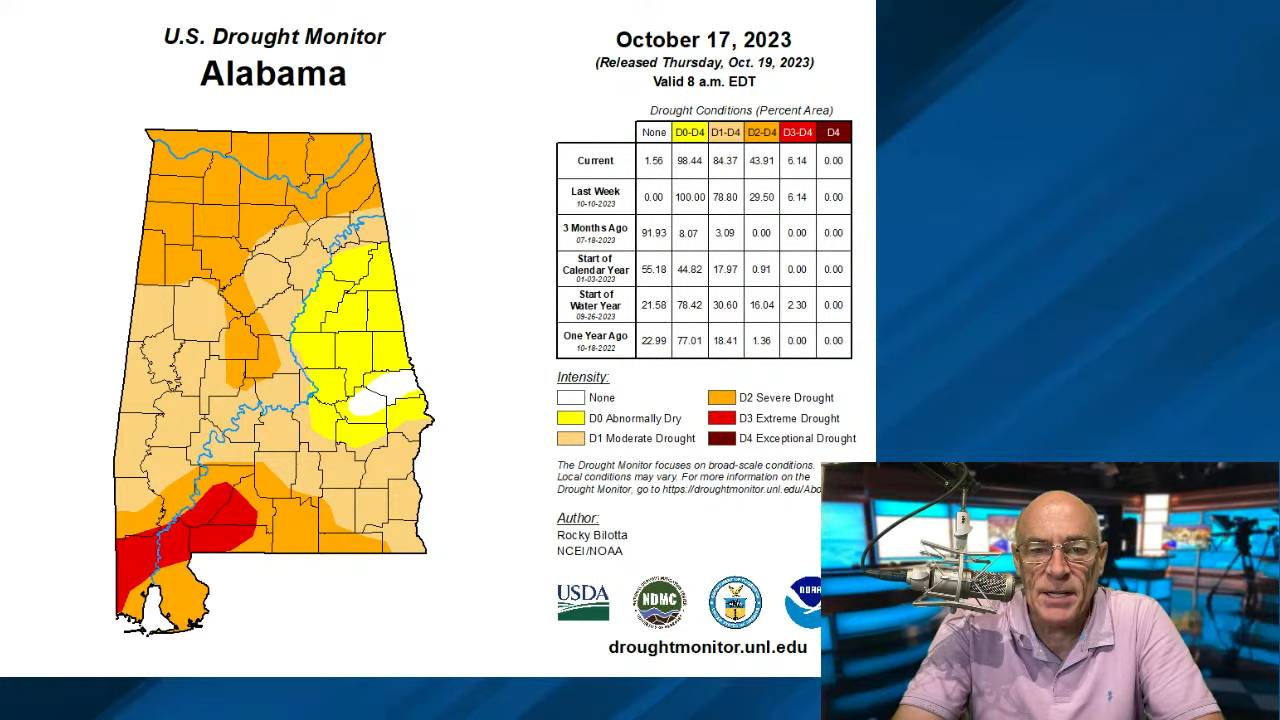 U.S. Drought Monitor
Alabama
October 17, 2023
(Released Thursday, Oct. 19, 2023)
Valid 8 a.m. EDT
Drought Conditions (Percent Area)
None D0-D4 D1-D4 D2-D4 D3-D4 D4
Current 1.56 98.44 84.37 43.91 6.14 0.00
Last Week
10-10-2023 0.00 100.00 78.80 29.50 6.14 0.00
3 Months Ago
07-18-2023 91.93 8.07 3.09 0.00 0.00 0.00
Start of
Calendar Year
01-03-2023 55.18 44.82 17.97 0.91 0.00 0.00
Start of
Water Year
09-26-2023 21.58 78.42 30.60 16.04 2.30 0.00
One Year Ago
10-18-2022 22.99 77.01 18.41 1.36 0.00 0.00
Intensity:
None
D0 Abnormally Dry
D1 Moderate Drought
D2 Severe Drought
D3 Extreme Drought
D4 Exceptional Drought
The Drought Monitor focuses on broad-scale conditions.
Local conditions may vary. For more information on the
Drought Monitor, go to https://droughtmonitor.unl.edu/Abo
Author:
Rocky Bilotta
NCEI/NOAA
USDA
NDMC
NOAA
droughtmonitor.unl.edu